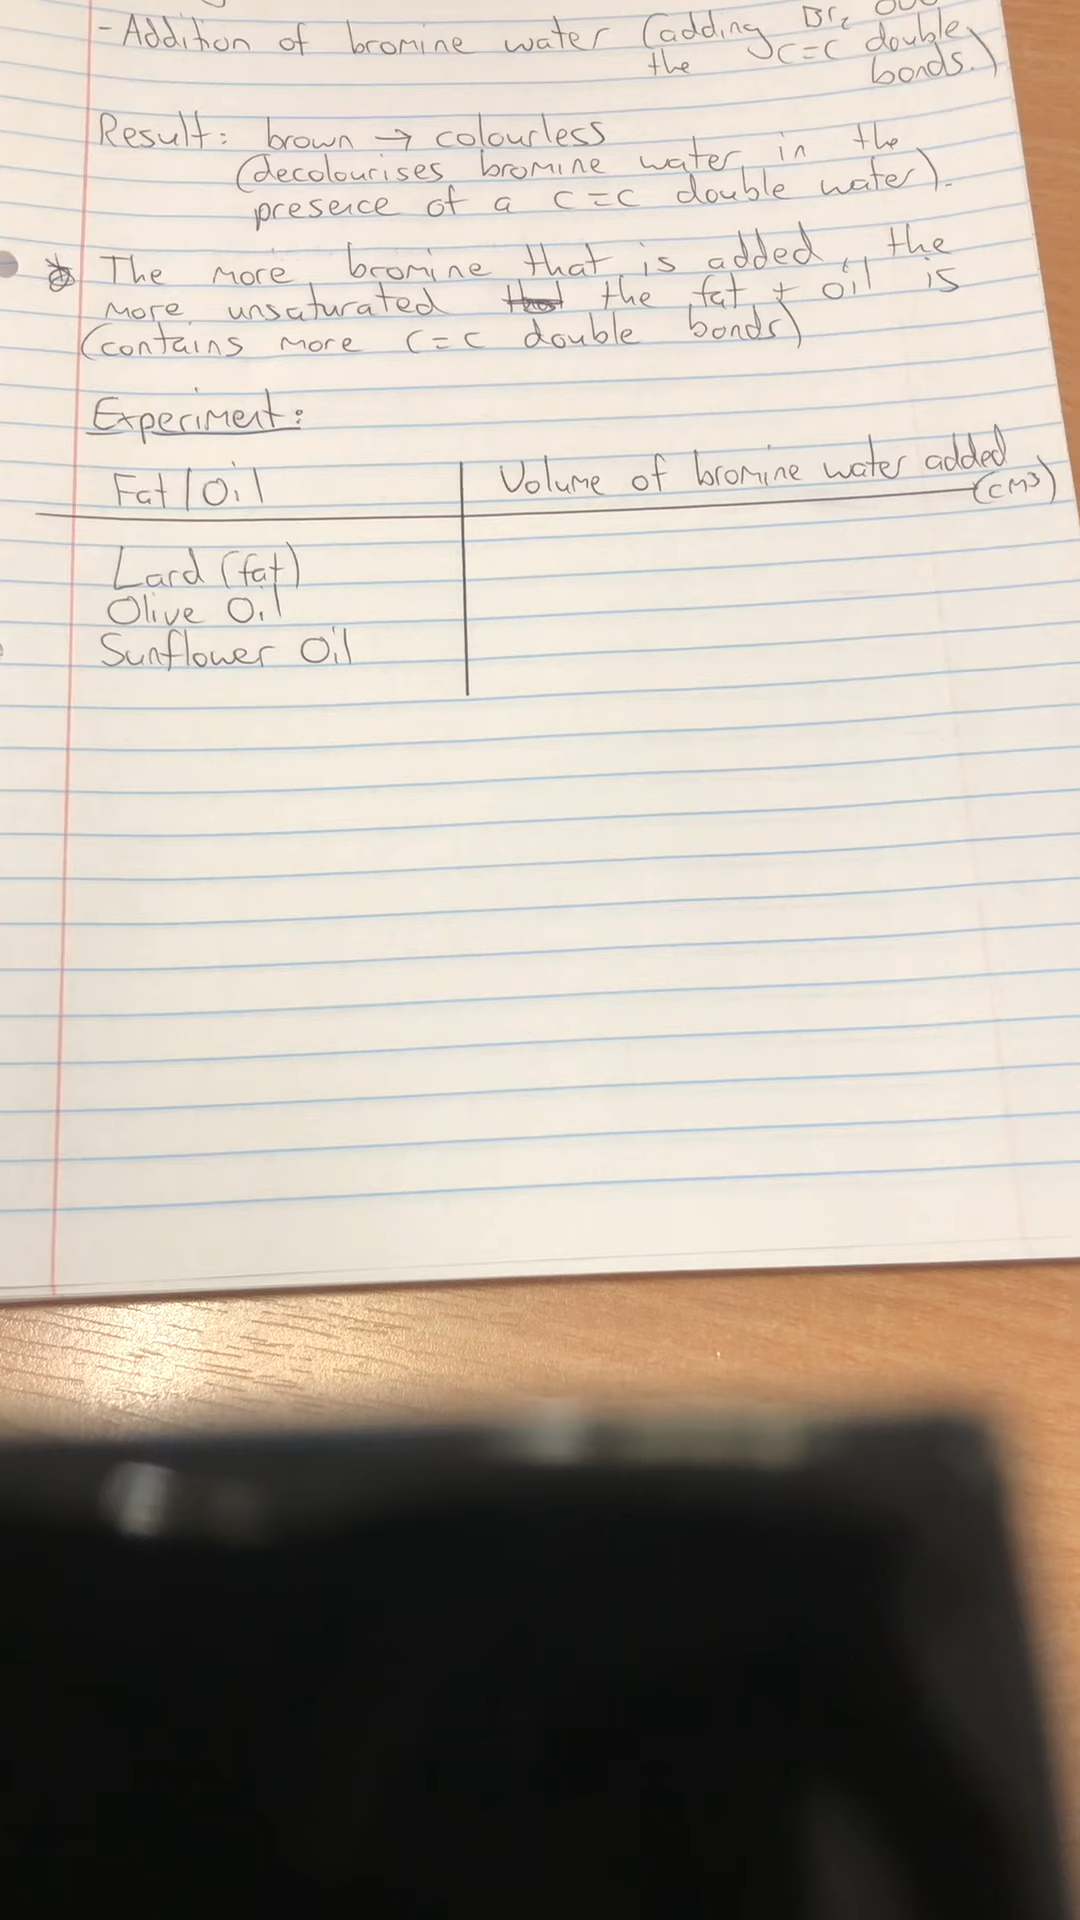 - Addition of bromine water (adding Br₂
the C=C double
bonds.)
Result: brown → colourless
(decolourises bromine water in the
presence of a C=C double water).
The more bromine that is added, the
more unsaturated the fat + oil is
(contains more C=C double bonds)
Experiment:
Fat/Oil Volume of bromine water added
(cm³)
Lard (fat)
Olive Oil
Sunflower Oil